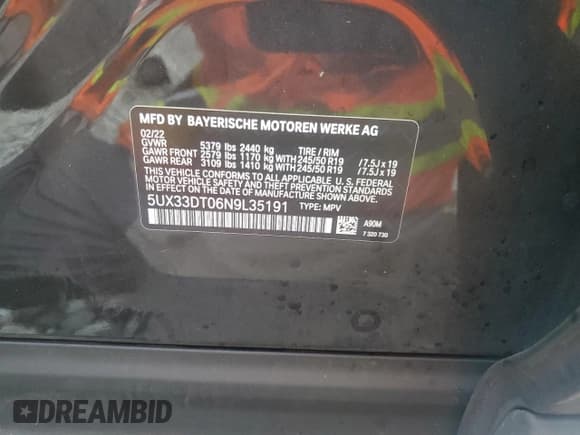 MFD BY BAYERISCHE MOTOREN WERKE AG
02/22
GVWR 5379 lbs 2440 kg TIRE / RIM
GAWR FRONT 2579 lbs 1170 kg WITH 245/50 R19 /7.5J x 19
GAWR REAR 3109 lbs 1410 kg WITH 245/50 R19 /7.5J x 19
THIS VEHICLE CONFORMS TO ALL APPLICABLE U.S. FEDERAL
MOTOR VEHICLE SAFETY, BUMPER, AND THEFT PREVENTION
STANDARDS IN EFFECT ON THE DATE OF MANUFACTURE SHOWN ABOVE.
5UX33DT06N9L35191 TYPE: MPV
A90M
7 320 730
DREAMBID